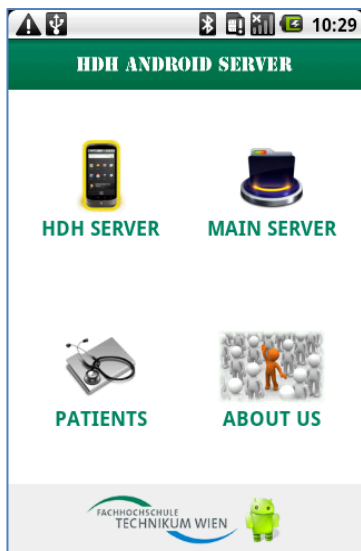 10:29
HDH ANDROID SERVER
HDH SERVER
MAIN SERVER
PATIENTS
ABOUT US
FACHHOCHSCHULE
TECHNIKUM WIEN